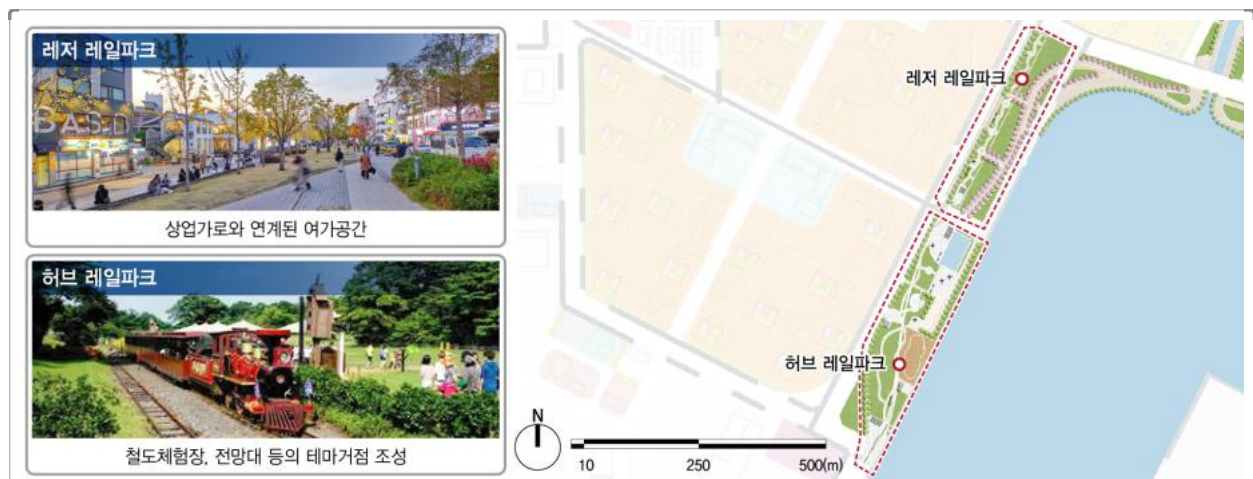 레저 레일파크
BASD
상업가로와 연계된 여가공간
허브 레일파크
철도체험장, 전망대 등의 테마거점 조성
레저 레일파크
허브 레일파크
N
10 250 500(m)